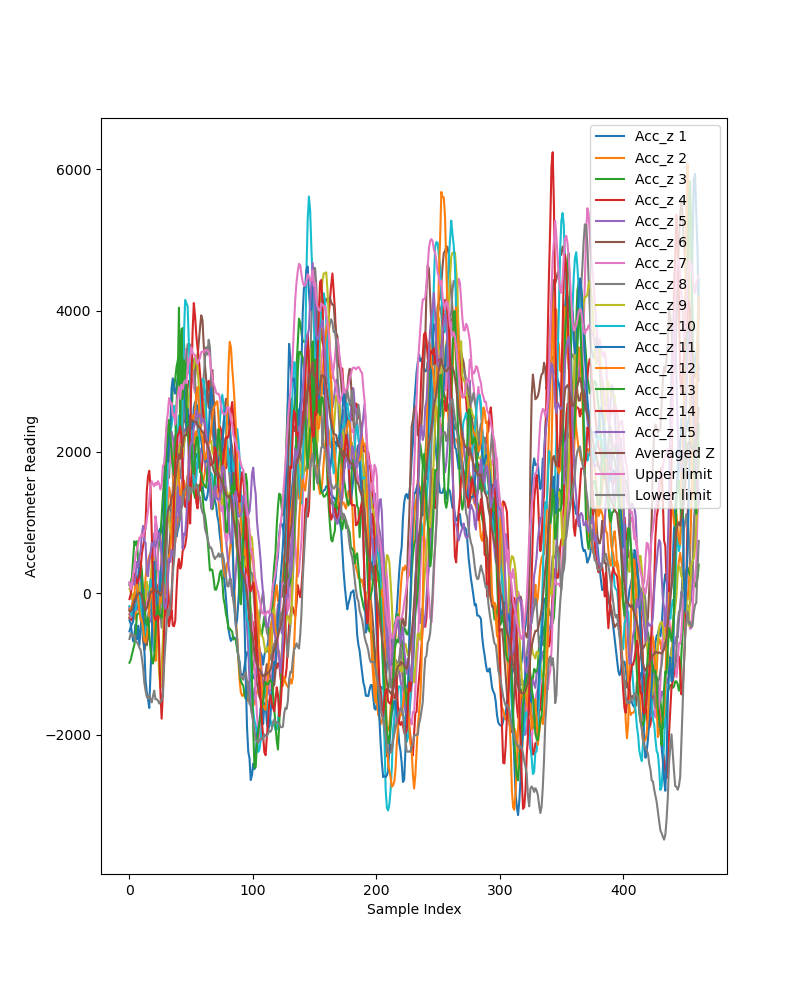 Acc_z 1
Acc_z 2
Acc_z 3
Acc_z 4
Acc_z 5
Acc_z 6
Acc_z 7
Acc_z 8
Acc_z 9
Acc_z 10
Acc_z 11
Acc_z 12
Acc_z 13
Acc_z 14
Acc_z 15
Averaged Z
Upper limit
Lower limit
6000
4000
2000
0
−2000
Accelerometer Reading
0 100 200 300 400
Sample Index